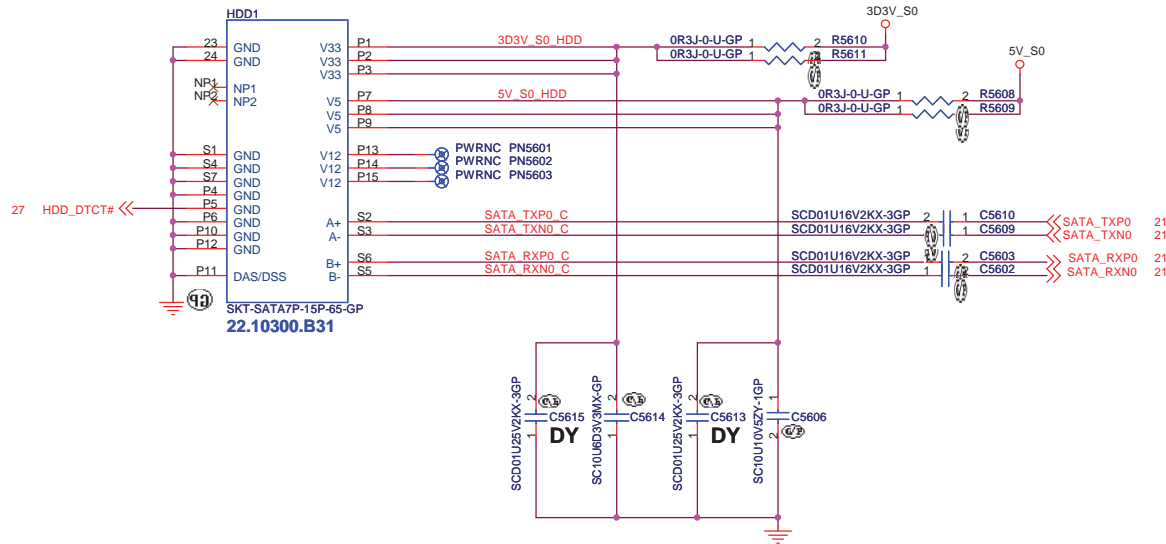 HDD1
3D3V_S0
23 GND V33 P1 3D3V_S0_HDD 0R3J-0-U-GP 1 2 R5610
24 GND V33 P2 0R3J-0-U-GP 1 2 R5611
V33 P3
5V_S0
NP1 NP1
NP2 NP2
V5 P7 5V_S0_HDD 0R3J-0-U-GP 1 2 R5608
V5 P8 0R3J-0-U-GP 1 R5609
V5 P9
S1 GND V12 P13 PWRNC PN5601
S4 GND V12 P14 PWRNC PN5602
S7 GND V12 P15 PWRNC PN5603
P4 GND
27 HDD_DTCT# P5 GND
P6 GND A+ S2 SATA_TXP0_C SCD01U16V2KX-3GP 2 1 C5610 SATA_TXP0 21
P10 GND A- S3 SATA_TXN0_C SCD01U16V2KX-3GP 1 C5609 SATA_TXN0 21
P12 GND
B+ S6 SATA_RXP0_C SCD01U16V2KX-3GP 2 C5603 SATA_RXP0 21
P11 DAS/DSS B- S5 SATA_RXN0_C SCD01U16V2KX-3GP 1 C5602 SATA_RXN0 21
SKT-SATA7P-15P-65-GP
22.10300.B31
SCD01U25V2KX-3GP 2 1 C5615 DY
SC10U6D3V3MX-GP 2 1 C5614
SCD01U25V2KX-3GP 2 1 C5613 DY
SC10U10V5ZY-1GP 1 2 C5606